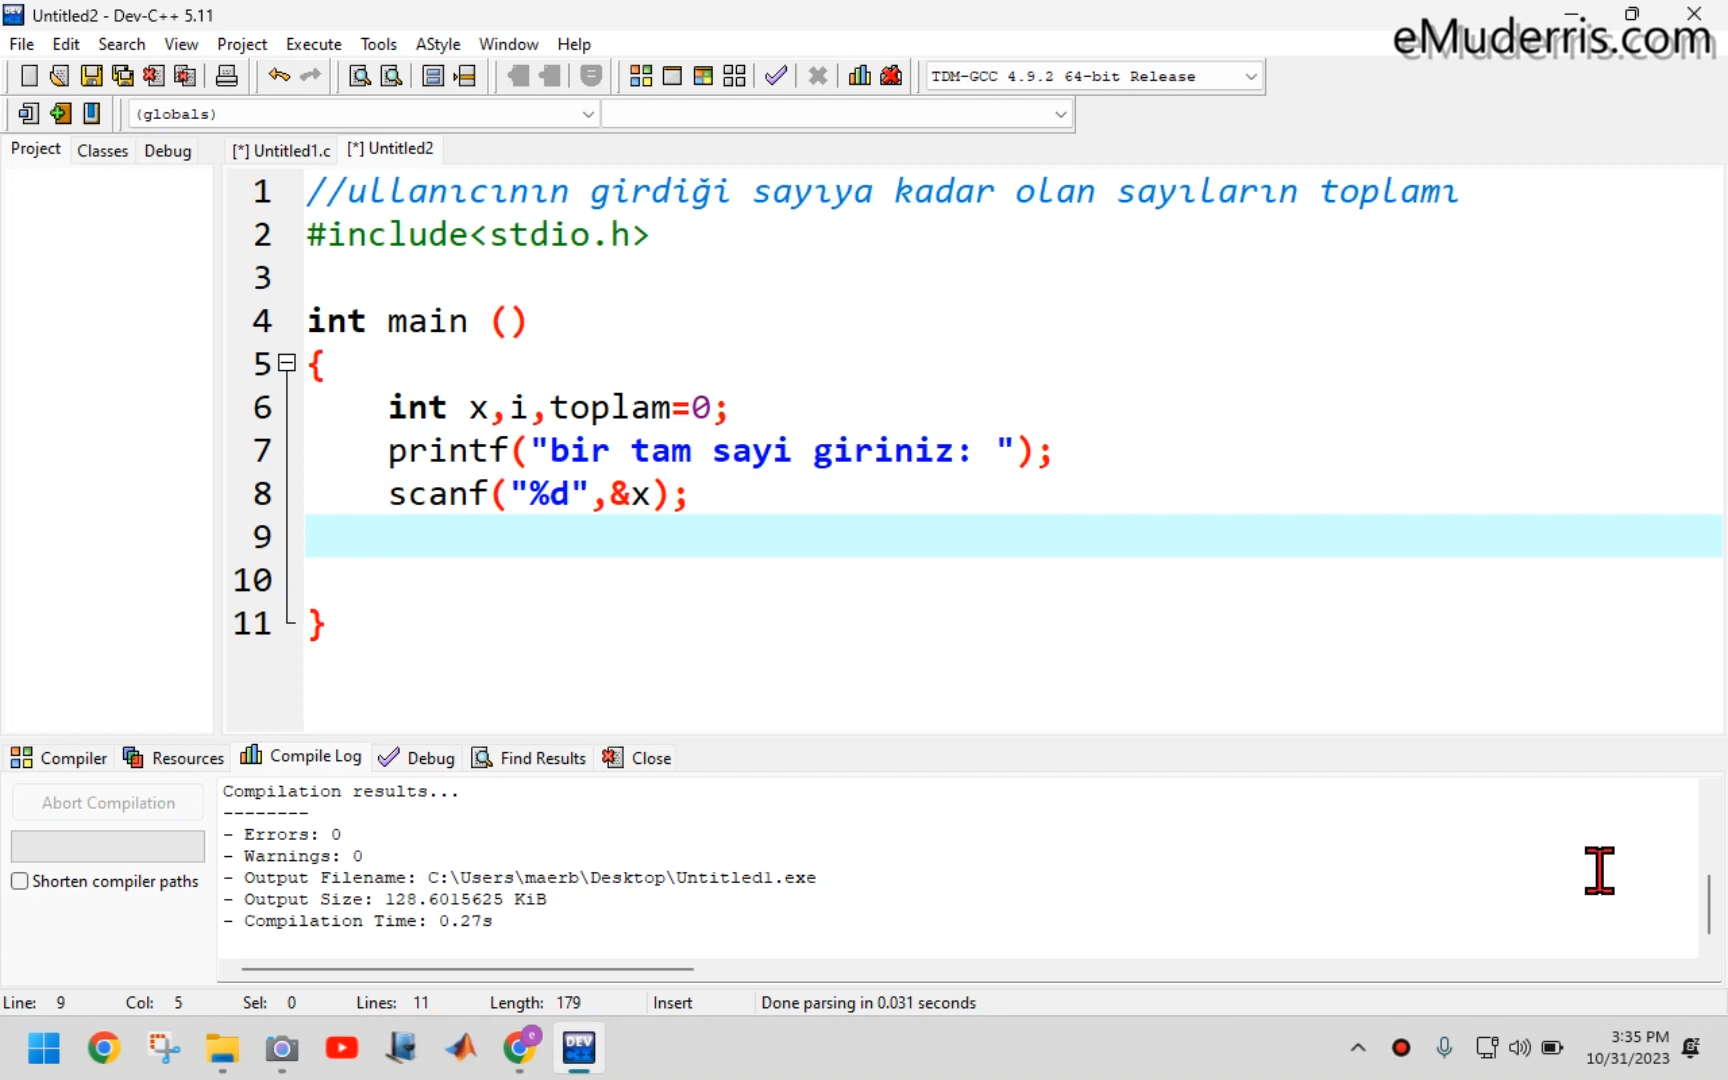 Untitled2 - Dev-C++ 5.11
eMuderris.com
File Edit Search View Project Execute Tools AStyle Window Help
TDM-GCC 4.9.2 64-bit Release
(globals)
Project Classes Debug [*] Untitled1.c [*] Untitled2
1 //ullanıcının girdiği sayıya kadar olan sayıların toplamı
2 #include<stdio.h>
3
4 int main ()
5 {
6 int x,i,toplam=0;
7 printf("bir tam sayi giriniz: ");
8 scanf("%d",&x);
9
10
11 }
Compiler Resources Compile Log Debug Find Results Close
Abort Compilation
Shorten compiler paths
Compilation results...
--------
- Errors: 0
- Warnings: 0
- Output Filename: C:\Users\maerb\Desktop\Untitled1.exe
- Output Size: 128.6015625 KiB
- Compilation Time: 0.27s
Line: 9 Col: 5 Sel: 0 Lines: 11 Length: 179 Insert Done parsing in 0.031 seconds
DEV C++
3:35 PM
10/31/2023